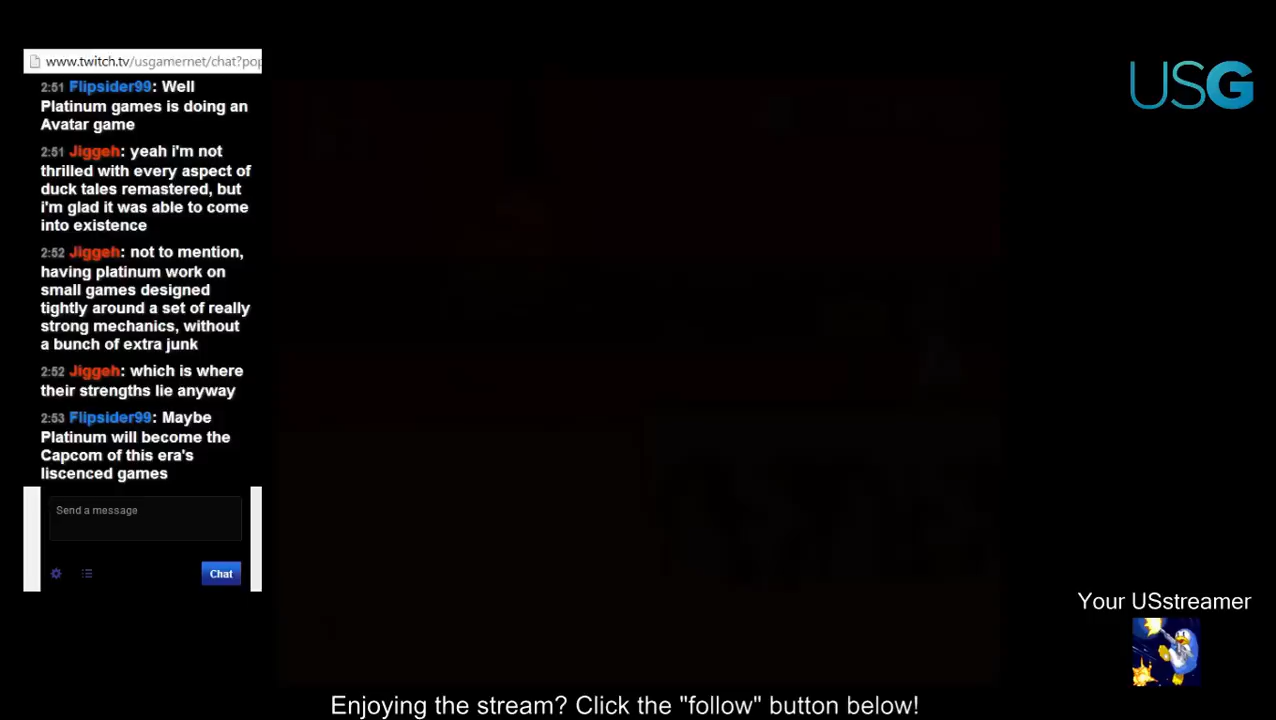 www.twitch.tv/usgamernet/chat?pop
2:51 Flipsider99: Well
Platinum games is doing an
Avatar game
2:51 Jiggeh: yeah i'm not
thrilled with every aspect of
duck tales remastered, but
i'm glad it was able to come
into existence
2:52 Jiggeh: not to mention,
having platinum work on
small games designed
tightly around a set of really
strong mechanics, without
a bunch of extra junk
2:52 Jiggeh: which is where
their strengths lie anyway
2:53 Flipsider99: Maybe
Platinum will become the
Capcom of this era's
liscenced games
Send a message
Chat
USG
Your USstreamer
Enjoying the stream? Click the "follow" button below!